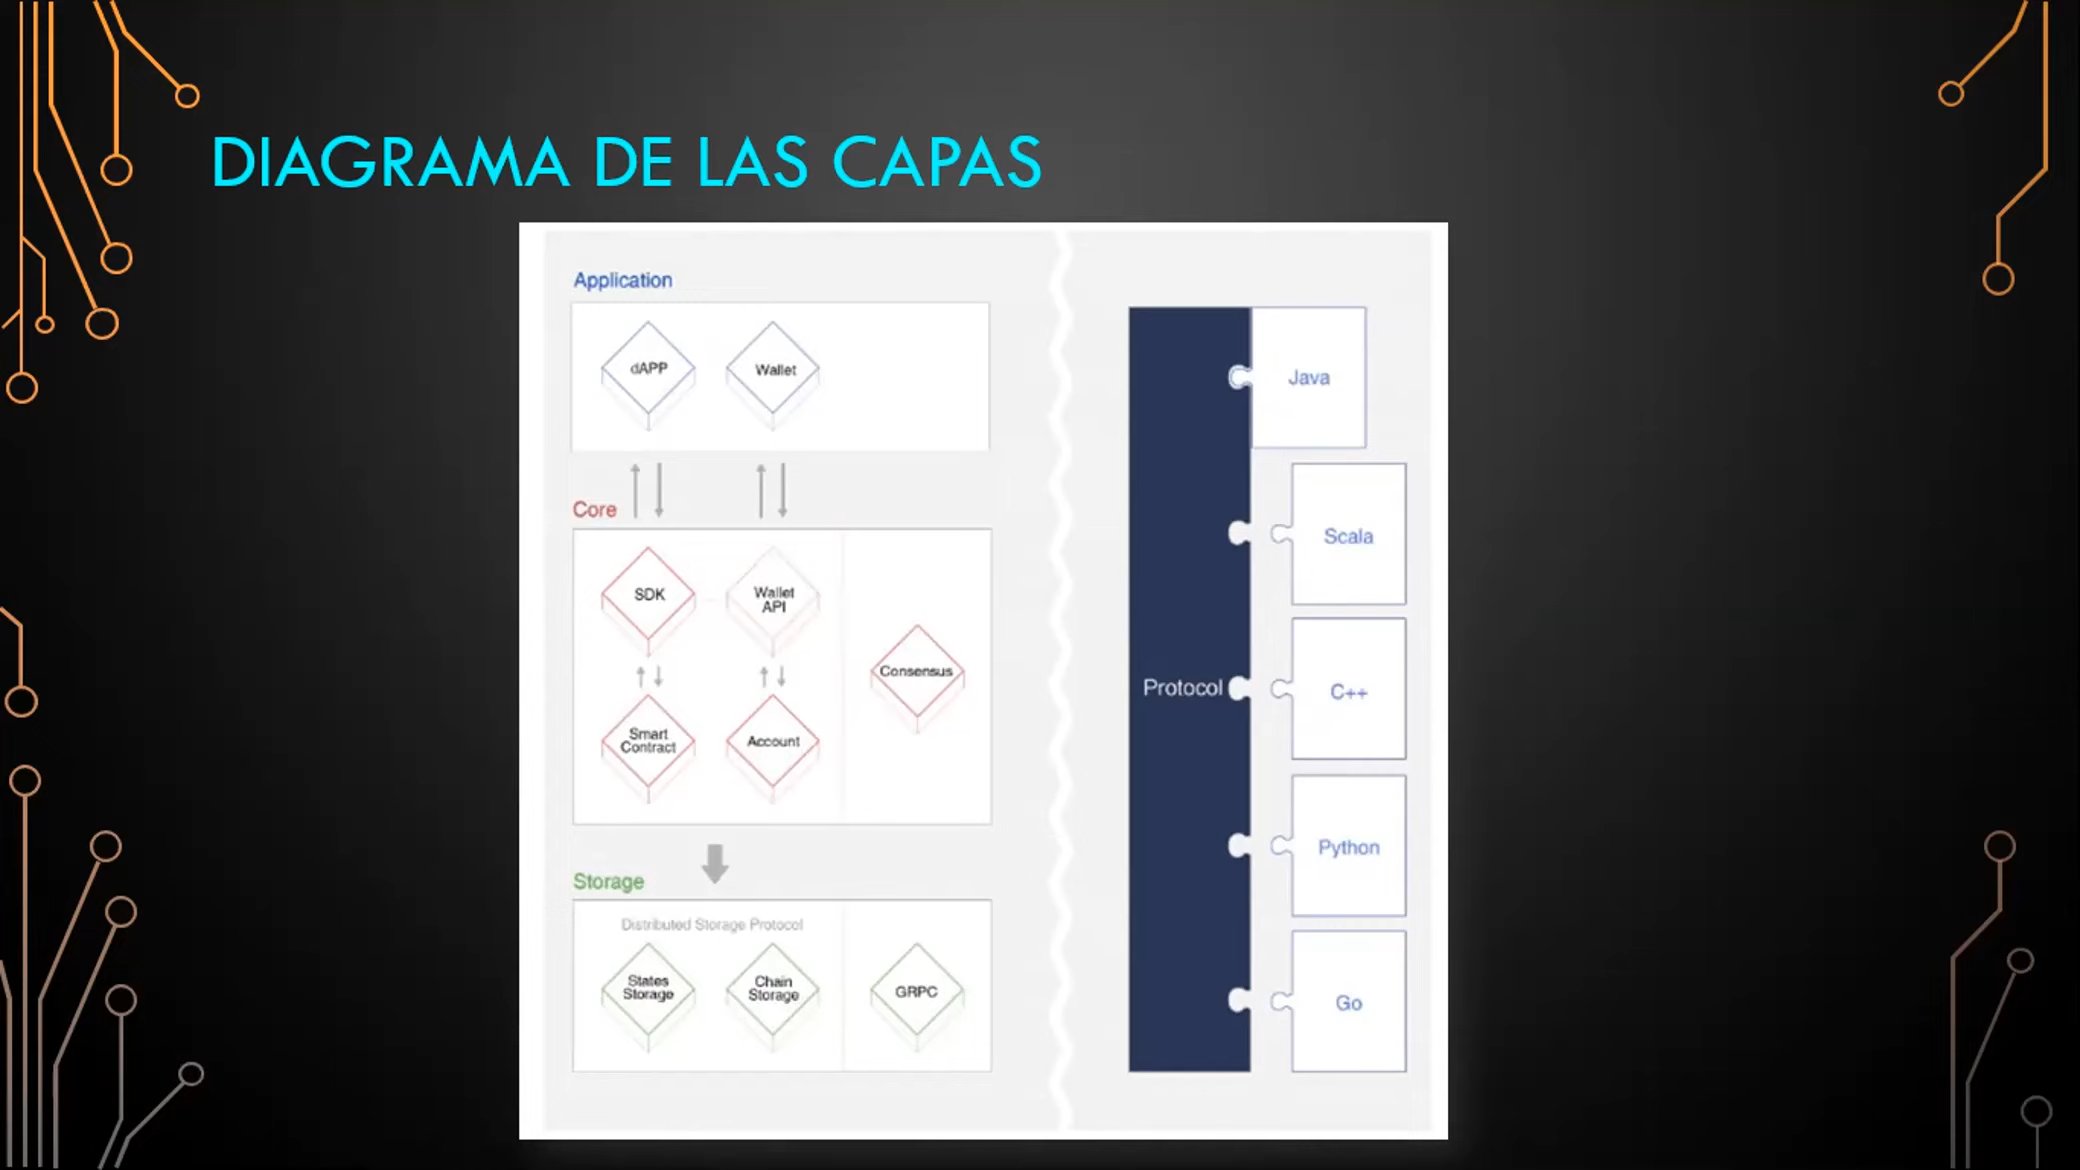 DIAGRAMA DE LAS CAPAS
Application
dAPP
Wallet
Core
SDK
Wallet
API
Consensus
Smart
Contract
Account
Storage
Distributed Storage Protocol
States
Storage
Chain
Storage
GRPC
Protocol
Java
Scala
C++
Python
Go